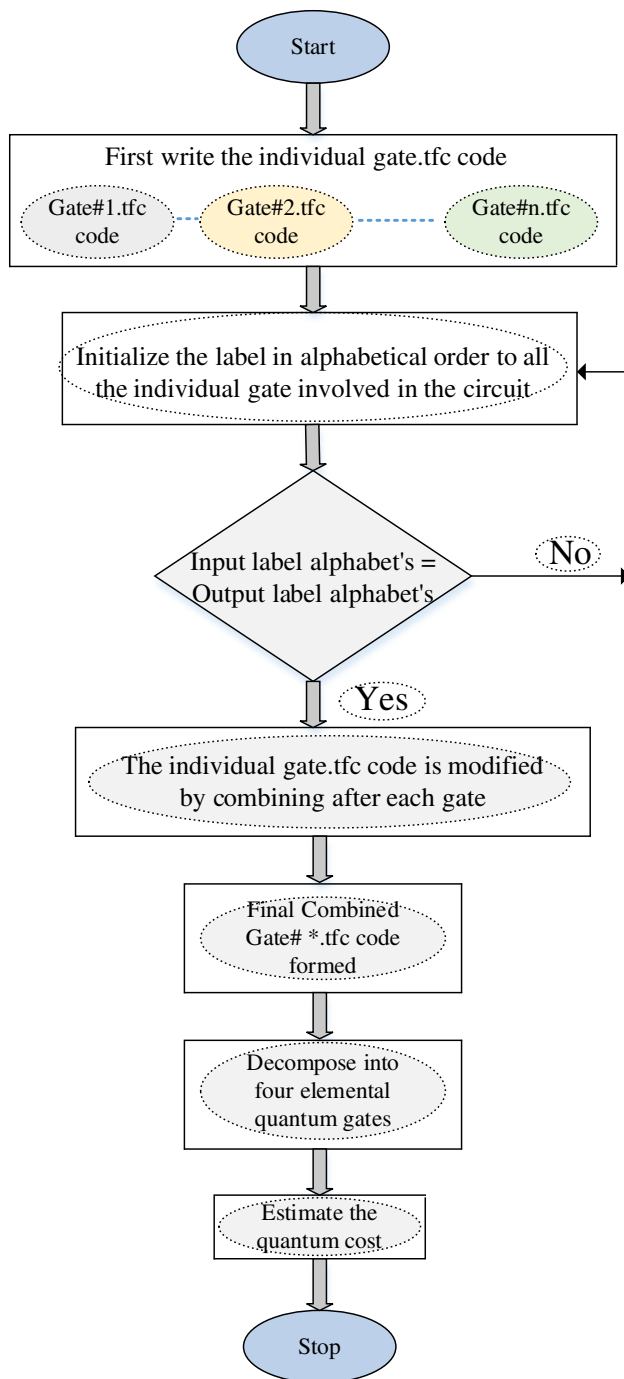 Start
First write the individual gate.tfc code
Gate#1.tfc
code
Gate#2.tfc
code
Gate#n.tfc
code
Initialize the label in alphabetical order to all
the individual gate involved in the circuit
Input label alphabet's =
Output label alphabet's
No
Yes
The individual gate.tfc code is modified
by combining after each gate
Final Combined
Gate# *.tfc code
formed
Decompose into
four elemental
quantum gates
Estimate the
quantum cost
Stop